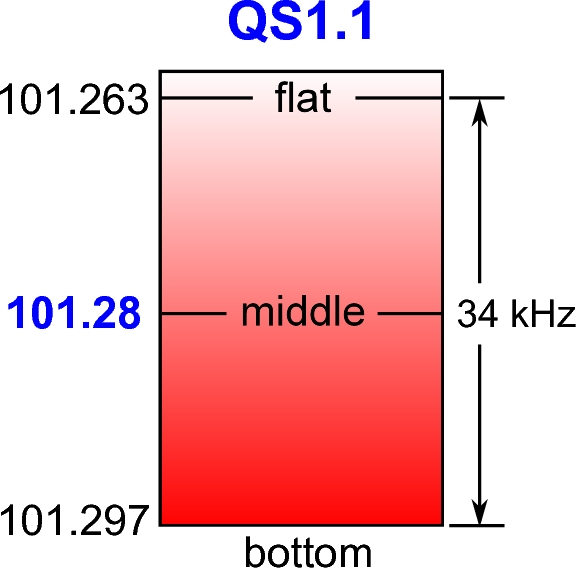 QS1.1
101.263 flat
101.28 middle 34 kHz
101.297
bottom